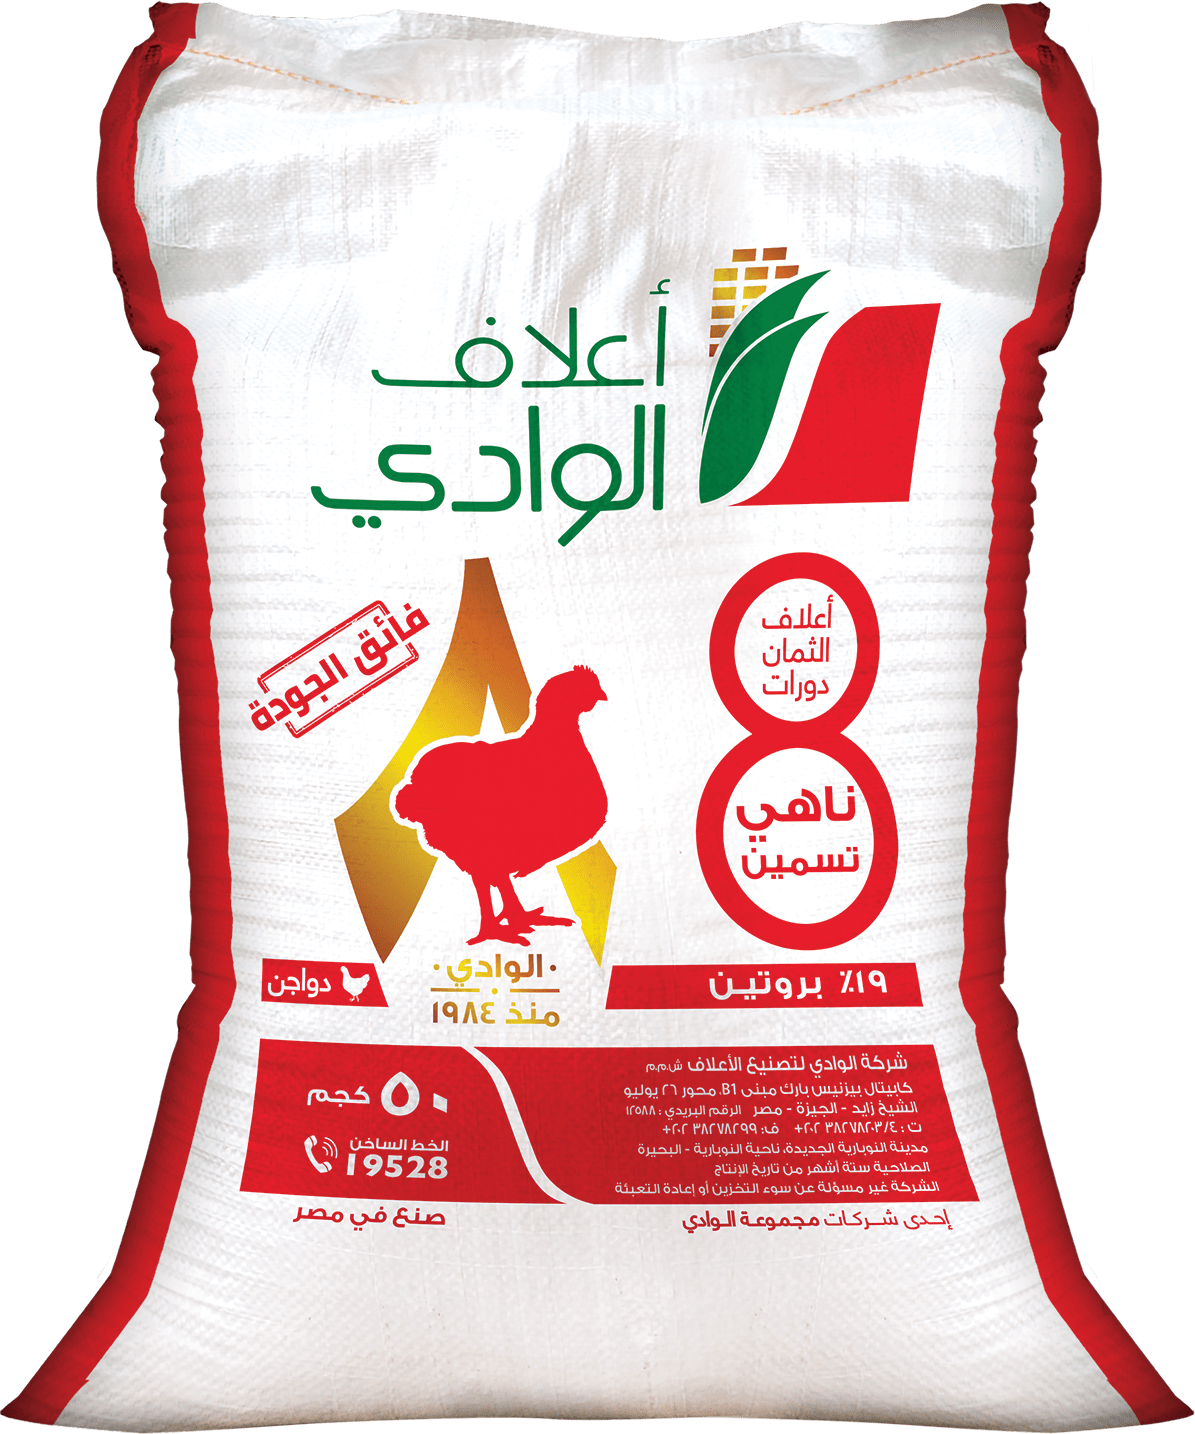 أعلاف
الوادي
أعلاف
الثمان
دورات
ناهي
تسمين
فائق الجودة
١٩٪ بروتين
· الوادي ·
منذ ١٩٨٤
دواجن
شركة الوادي لتصنيع الأعلاف ش.م.م
كابيتال بيزنيس بارك مبنى B1، محور ٢٦ يوليو
الشيخ زايد - الجيزة - مصر الرقم البريدي : ١٢٥٨٨
ت : ٣٨٢٧٨٢٠٣/٤ ٢٠٢+ ف: ٣٨٢٧٨٢٩٩ ٢٠٢+
مدينة النوبارية الجديدة، ناحية النوبارية - البحيرة
الصلاحية ستة أشهر من تاريخ الإنتاج
الشركة غير مسؤلة عن سوء التخزين أو إعادة التعبئة
٥٠ كجم
الخط الساخن
19528
إحدى شركات مجموعة الوادي
صنع في مصر